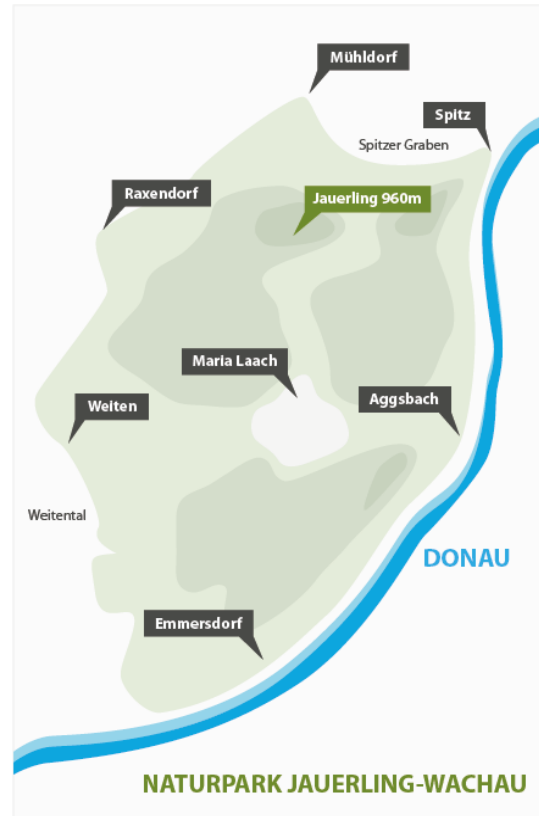 Mühldorf
Spitz
Spitzer Graben
Raxendorf
Jauerling 960m
Maria Laach
Weiten
Aggsbach
Weitental
DONAU
Emmersdorf
NATURPARK JAUERLING-WACHAU